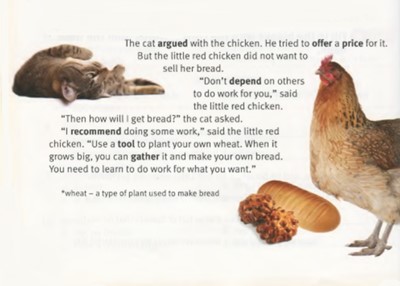 The cat argued with the chicken. He tried to offer a price for it.
But the little red chicken did not want to
sell her bread.
“Don’t depend on others
to do work for you,” said
the little red chicken.
“Then how will I get bread?” the cat asked.
“I recommend doing some work,” said the little red
chicken. “Use a tool to plant your own wheat. When it
grows big, you can gather it and make your own bread.
You need to learn to do work for what you want.”
*wheat – a type of plant used to make bread